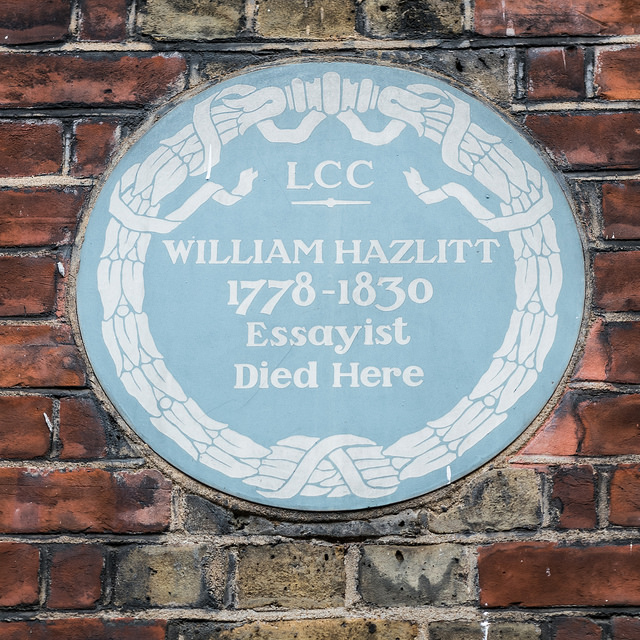 LCC
WILLIAM HAZLITT
1778-1830
Essayist
Died Here